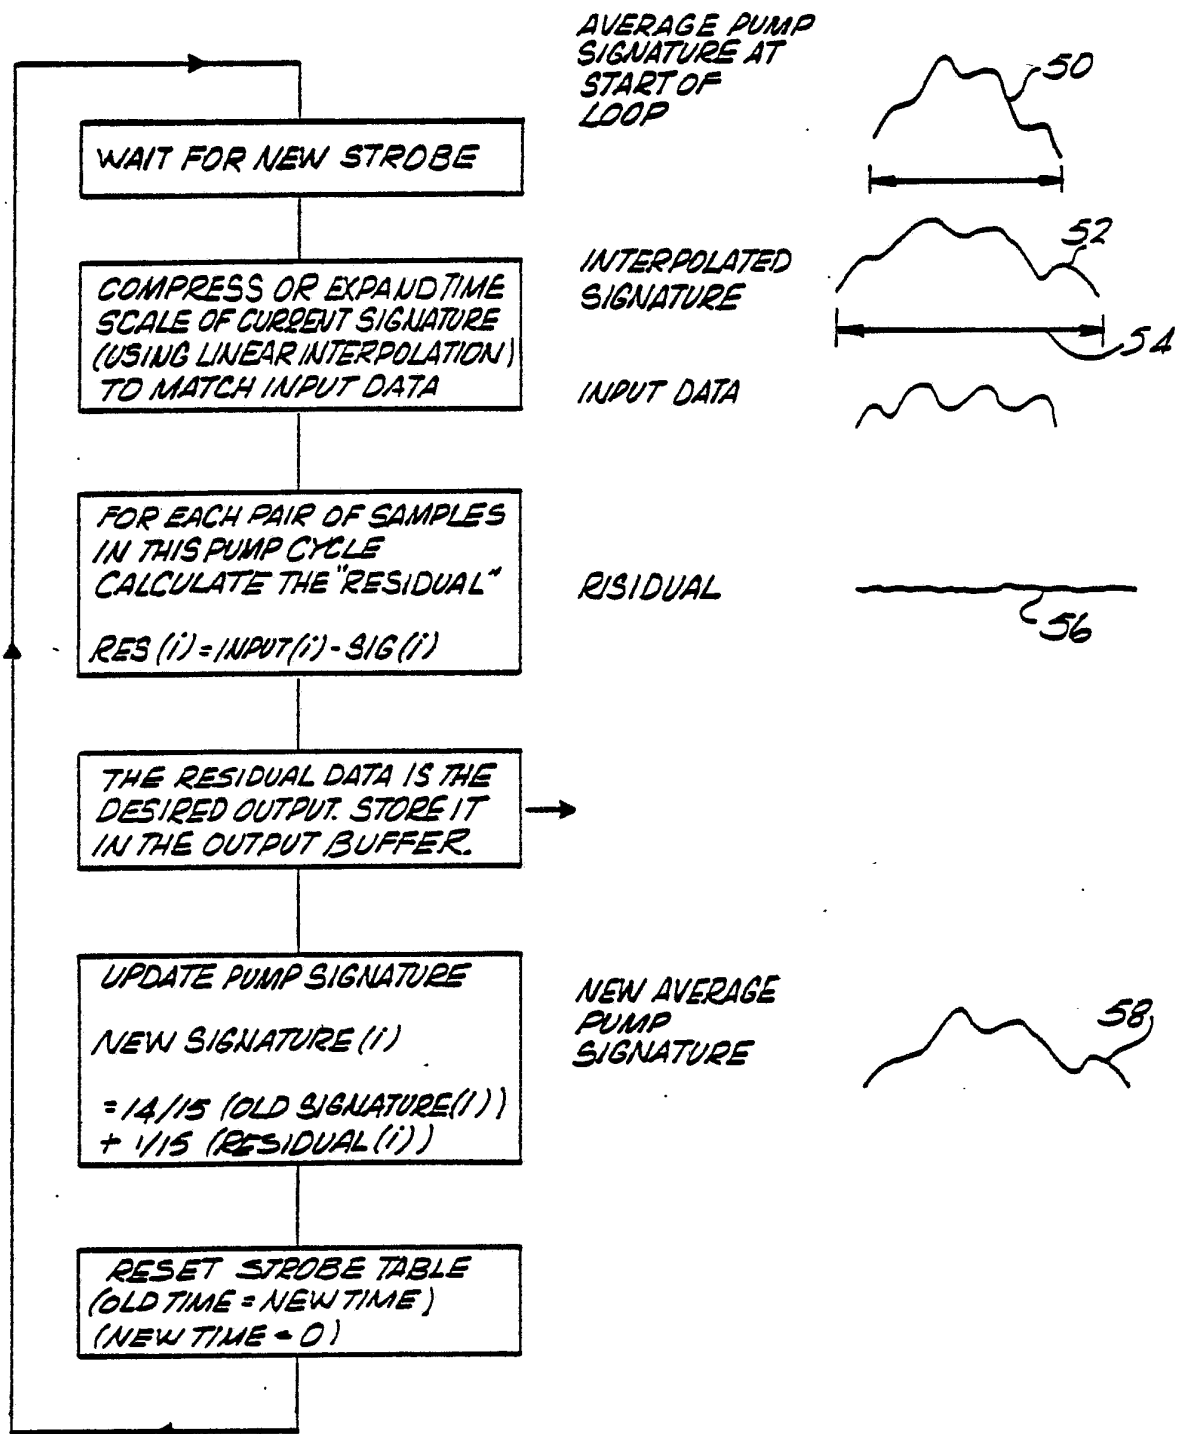 AVERAGE PUMP
SIGNATURE AT
START OF
LOOP
50
WAIT FOR NEW STROBE
COMPRESS OR EXPAND TIME
SCALE OF CURRENT SIGNATURE
(USING LINEAR INTERPOLATION)
TO MATCH INPUT DATA
INTERPOLATED
SIGNATURE
52
54
INPUT DATA
FOR EACH PAIR OF SAMPLES
IN THIS PUMP CYCLE
CALCULATE THE "RESIDUAL"
RES (i) = INPUT(i) - SIG(i)
RISIDUAL
56
THE RESIDUAL DATA IS THE
DESIRED OUTPUT. STORE IT
IN THE OUTPUT BUFFER.
UPDATE PUMP SIGNATURE
NEW SIGNATURE (i)
= 14/15 (OLD SIGNATURE(i))
+ 1/15 (RESIDUAL(i))
NEW AVERAGE
PUMP
SIGNATURE
58
RESET STROBE TABLE
(OLD TIME = NEW TIME)
(NEW TIME = 0)